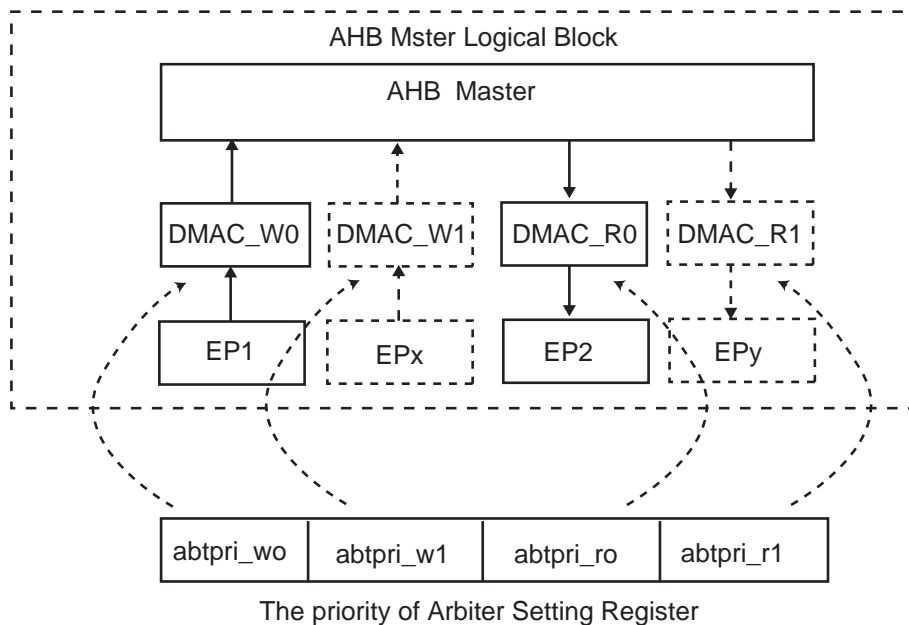 AHB Mster Logical Block
AHB Master
DMAC_W0
DMAC_W1
DMAC_R0
DMAC_R1
EP1
EPx
EP2
EPy
abtpri_wo
abtpri_w1
abtpri_ro
abtpri_r1
The priority of Arbiter Setting Register